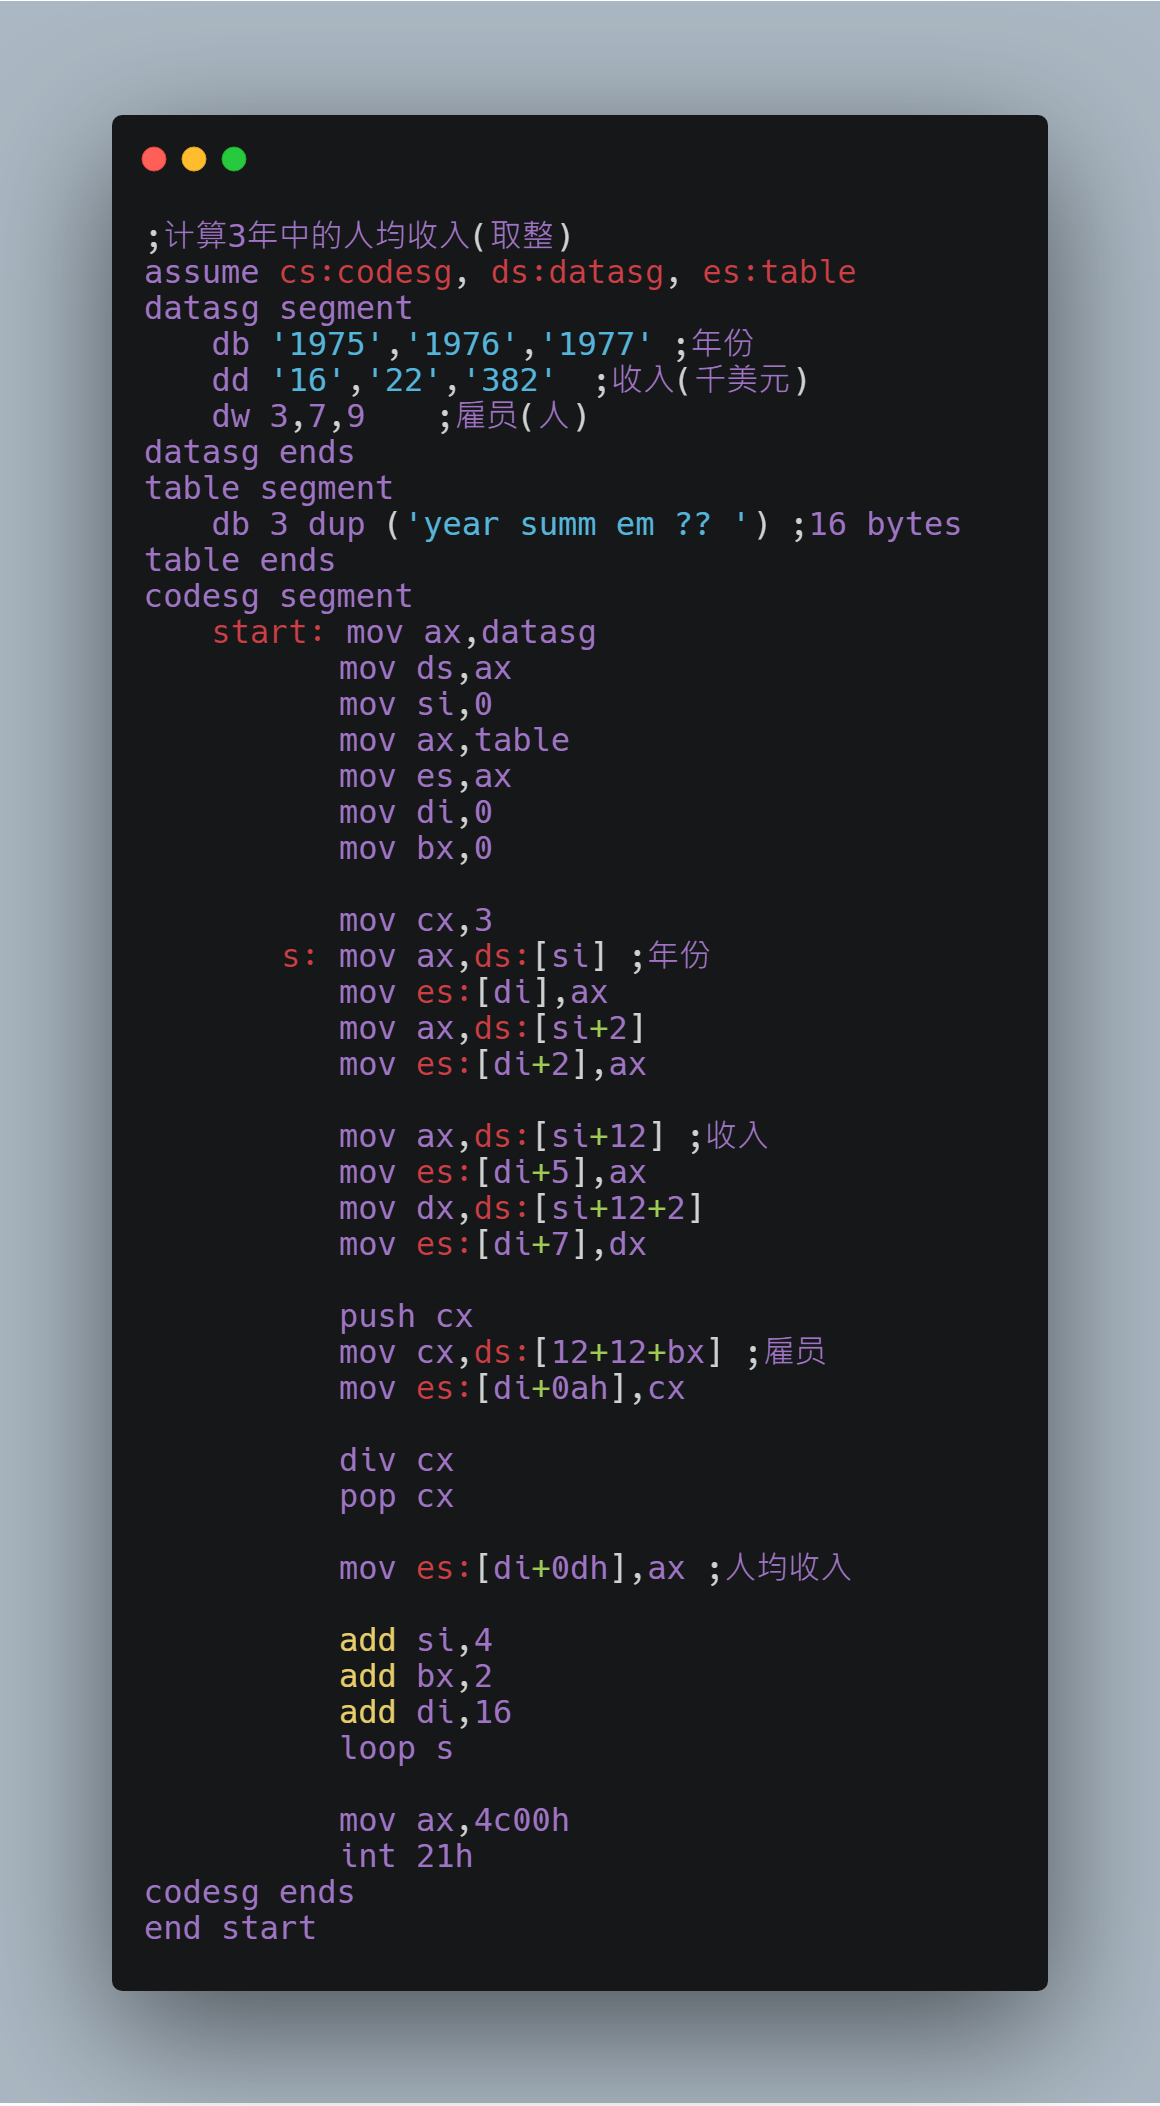 ;计算3年中的人均收入(取整)
assume cs:codesg, ds:datasg, es:table
datasg segment
db '1975','1976','1977' ;年份
dd '16','22','382' ;收入(千美元)
dw 3,7,9 ;雇员(人)
datasg ends
table segment
db 3 dup ('year summ em ?? ') ;16 bytes
table ends
codesg segment
start: mov ax,datasg
mov ds,ax
mov si,0
mov ax,table
mov es,ax
mov di,0
mov bx,0
mov cx,3
s: mov ax,ds:[si] ;年份
mov es:[di],ax
mov ax,ds:[si+2]
mov es:[di+2],ax
mov ax,ds:[si+12] ;收入
mov es:[di+5],ax
mov dx,ds:[si+12+2]
mov es:[di+7],dx
push cx
mov cx,ds:[12+12+bx] ;雇员
mov es:[di+0ah],cx
div cx
pop cx
mov es:[di+0dh],ax ;人均收入
add si,4
add bx,2
add di,16
loop s
mov ax,4c00h
int 21h
codesg ends
end start